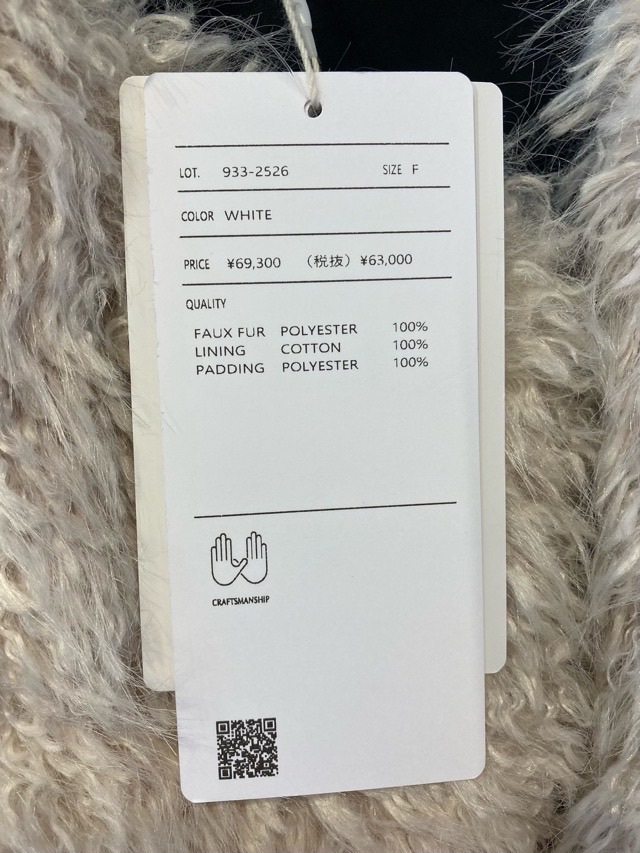 LOT. 933-2526 SIZE F
COLOR WHITE
PRICE ¥69,300 （税抜）¥63,000
QUALITY
FAUX FUR POLYESTER 100%
LINING COTTON 100%
PADDING POLYESTER 100%
CRAFTSMANSHIP